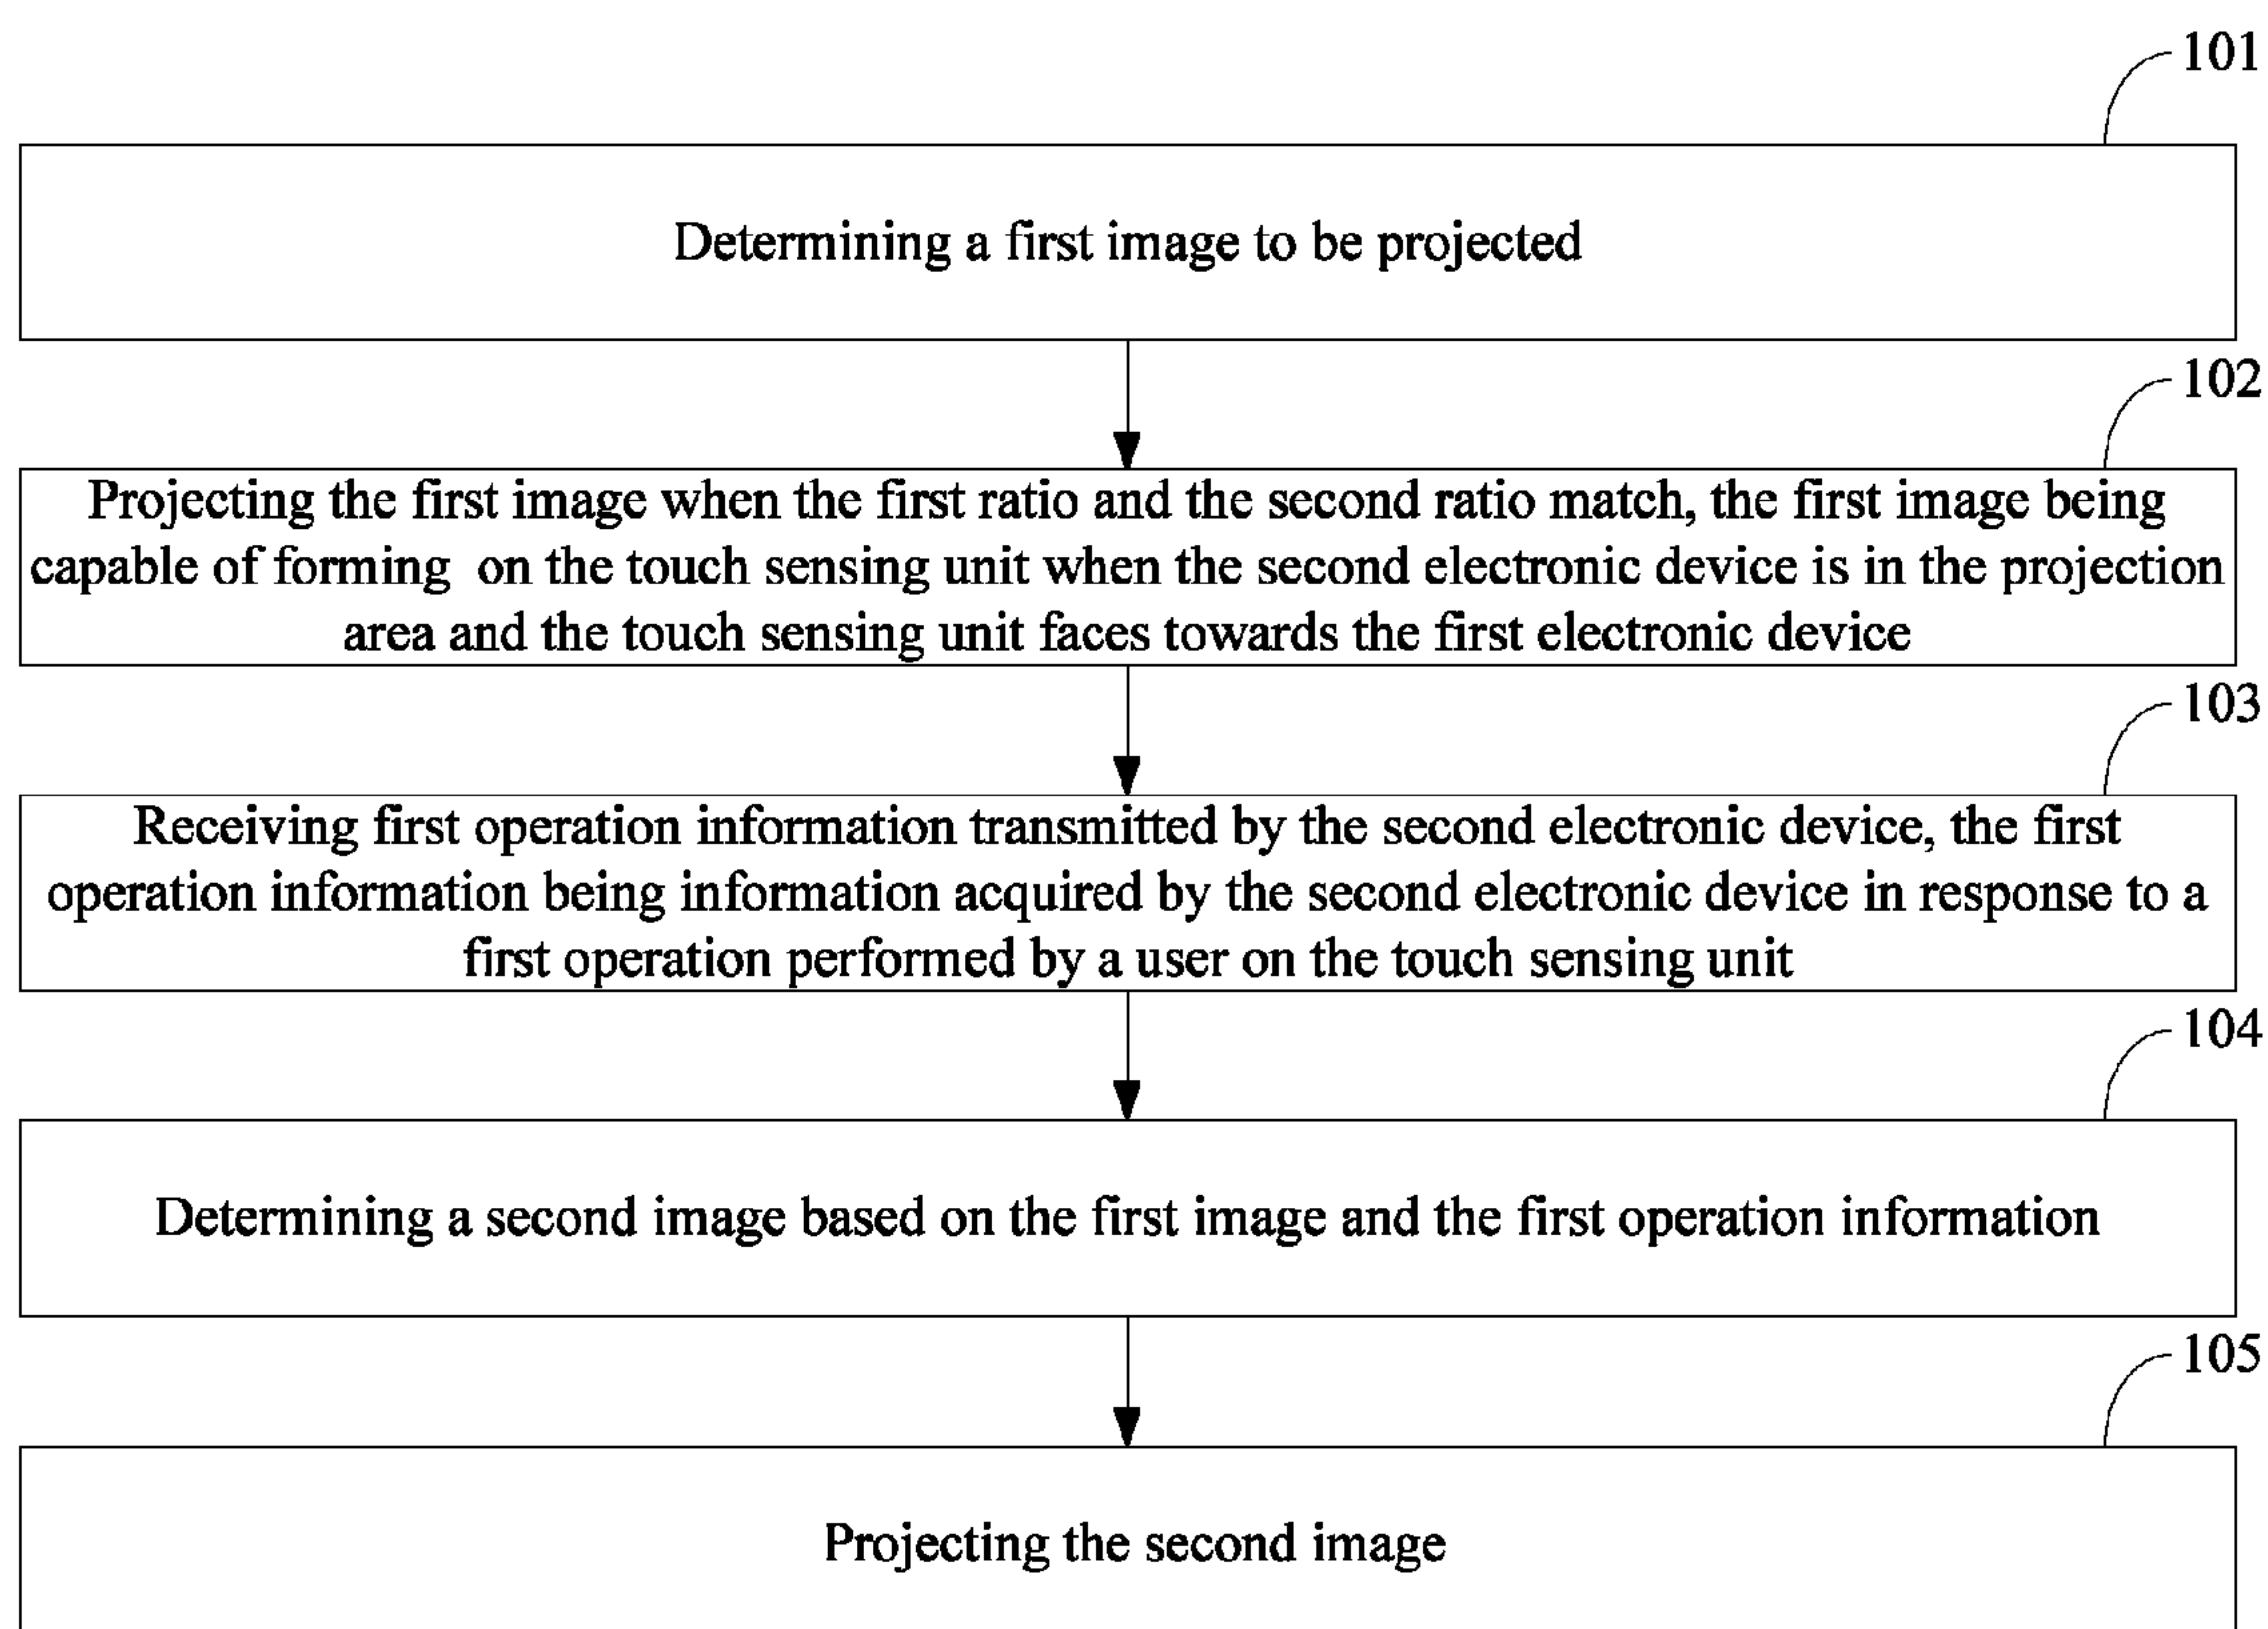 101
Determining a first image to be projected
102
Projecting the first image when the first ratio and the second ratio match, the first image being
capable of forming on the touch sensing unit when the second electronic device is in the projection
area and the touch sensing unit faces towards the first electronic device
103
Receiving first operation information transmitted by the second electronic device, the first
operation information being information acquired by the second electronic device in response to a
first operation performed by a user on the touch sensing unit
104
Determining a second image based on the first image and the first operation information
105
Projecting the second image